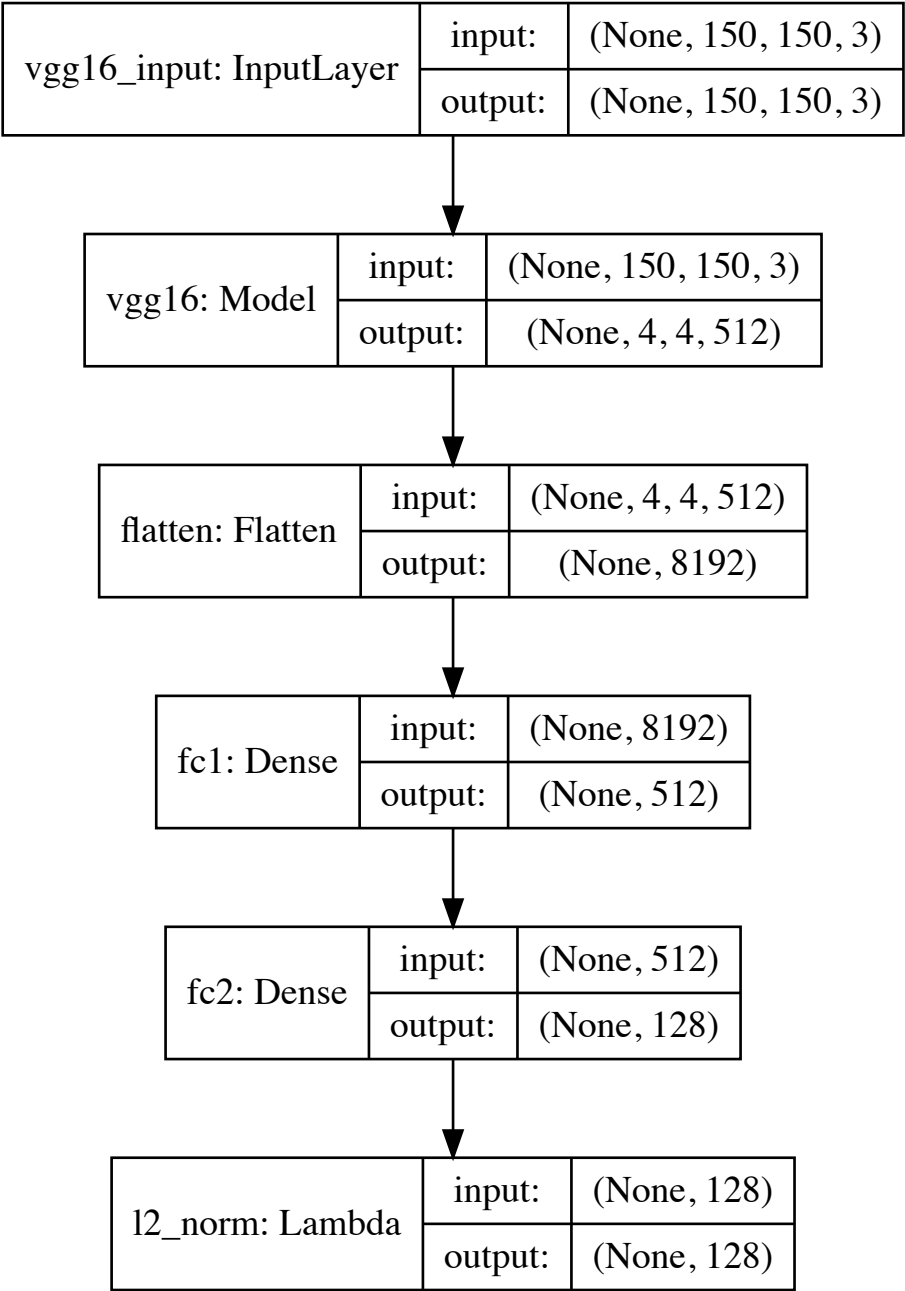 vgg16_input: InputLayer
input: (None, 150, 150, 3)
output: (None, 150, 150, 3)
vgg16: Model
input: (None, 150, 150, 3)
output: (None, 4, 4, 512)
flatten: Flatten
input: (None, 4, 4, 512)
output: (None, 8192)
fc1: Dense
input: (None, 8192)
output: (None, 512)
fc2: Dense
input: (None, 512)
output: (None, 128)
l2_norm: Lambda
input: (None, 128)
output: (None, 128)